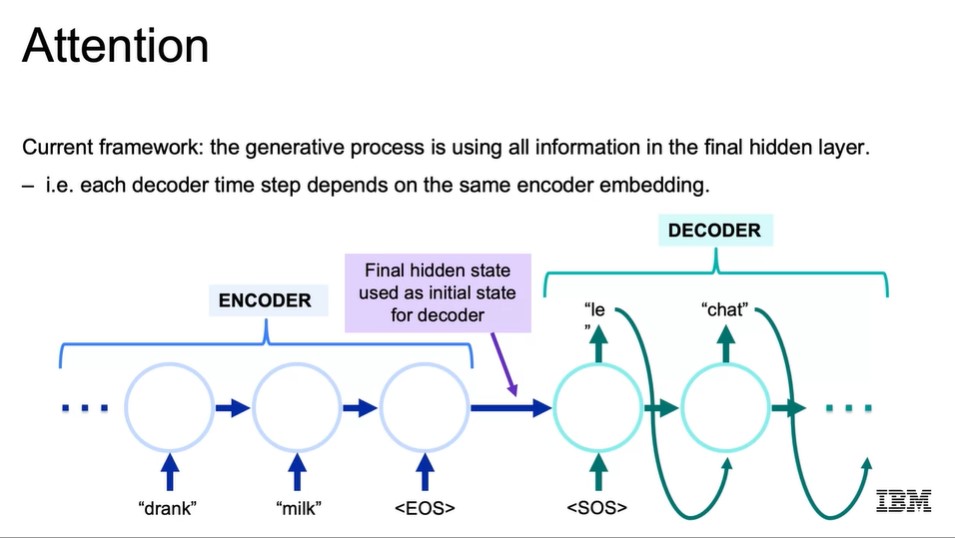 Attention
Current framework: the generative process is using all information in the final hidden layer.
– i.e. each decoder time step depends on the same encoder embedding.
DECODER
Final hidden state
used as initial state
for decoder
ENCODER
“le
”
“chat”
“drank”
“milk”
<EOS>
<SOS>
IBM